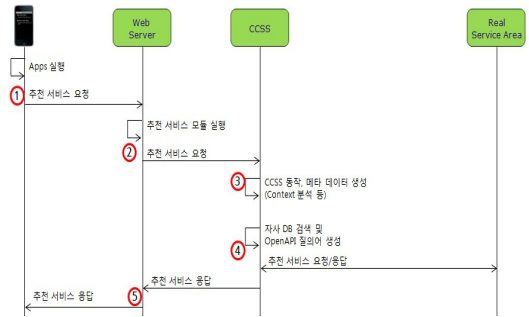 Web
Server
CCSS
Real
Service Area
Apps 실행
① 추천 서비스 요청
추천 서비스 모듈 실행
② 추천 서비스 요청
③ CCSS 동작, 메타 데이터 생성
(Context 분석 등)
자사 DB 검색 및
OpenAPI 질의어 생성
④
추천 서비스 요청/응답
추천 서비스 응답
⑤
추천 서비스 응답